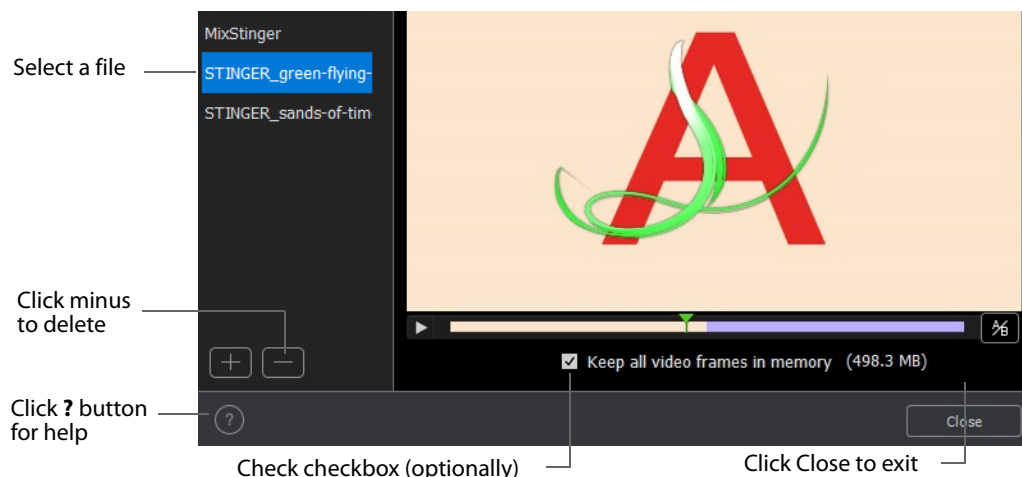 MixStinger
Select a file
STINGER_green-flying-
STINGER_sands-of-tim
A
Click minus
to delete
A/B
+ −
Keep all video frames in memory (498.3 MB)
Click ? button
for help
?
Close
Check checkbox (optionally)
Click Close to exit